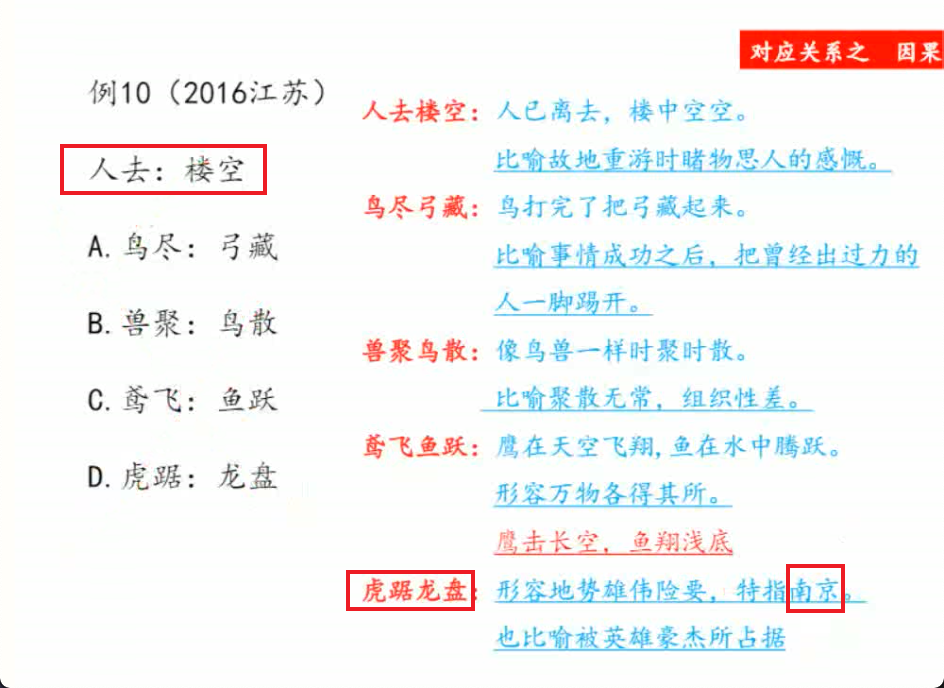 对应关系之 因果
例10（2016江苏）
人去：楼空
A.鸟尽：弓藏
B.兽聚：鸟散
C.鸢飞：鱼跃
D.虎踞：龙盘
人去楼空：人已离去，楼中空空。
比喻故地重游时睹物思人的感慨。
鸟尽弓藏：鸟打完了把弓藏起来。
比喻事情成功之后，把曾经出过力的
人一脚踢开。
兽聚鸟散：像鸟兽一样时聚时散。
比喻聚散无常，组织性差。
鸢飞鱼跃：鹰在天空飞翔,鱼在水中腾跃。
形容万物各得其所。
鹰击长空，鱼翔浅底
虎踞龙盘：形容地势雄伟险要，特指南京。
也比喻被英雄豪杰所占据